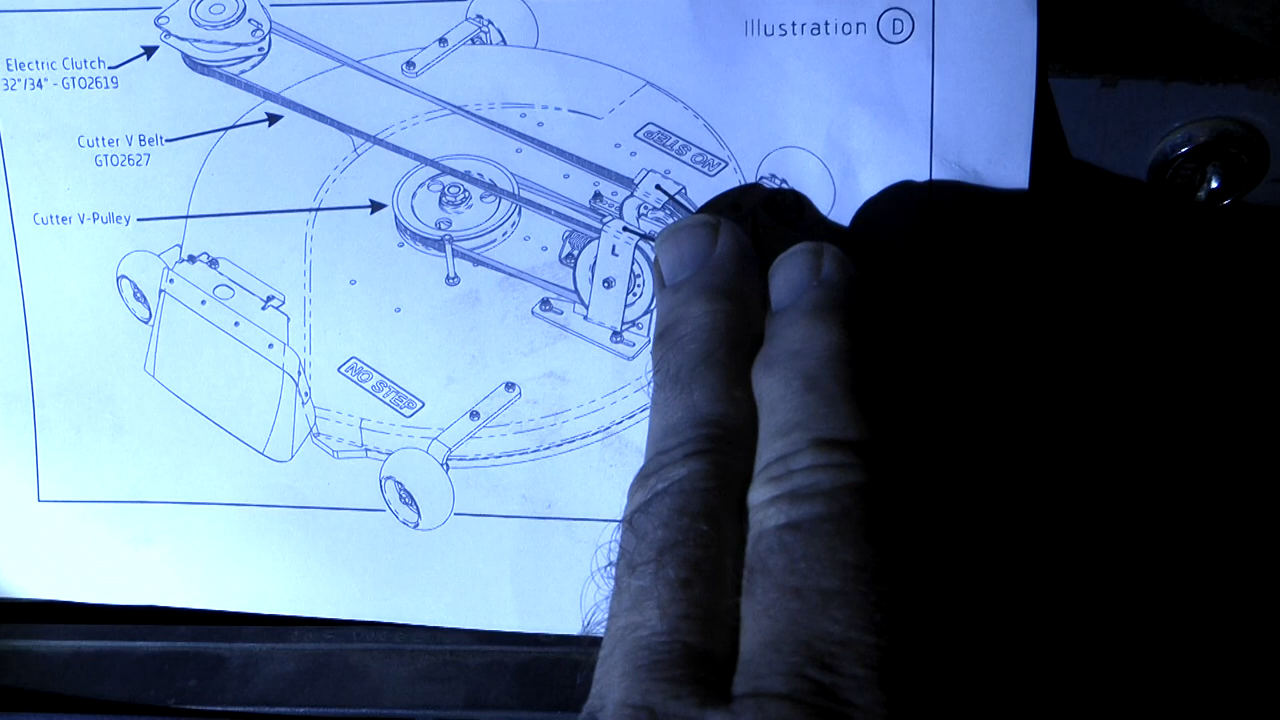 Illustration D
Electric Clutch
32"/34" - GTO2619
Cutter V Belt
GTO2627
Cutter V-Pulley
NO STEP
NO STEP